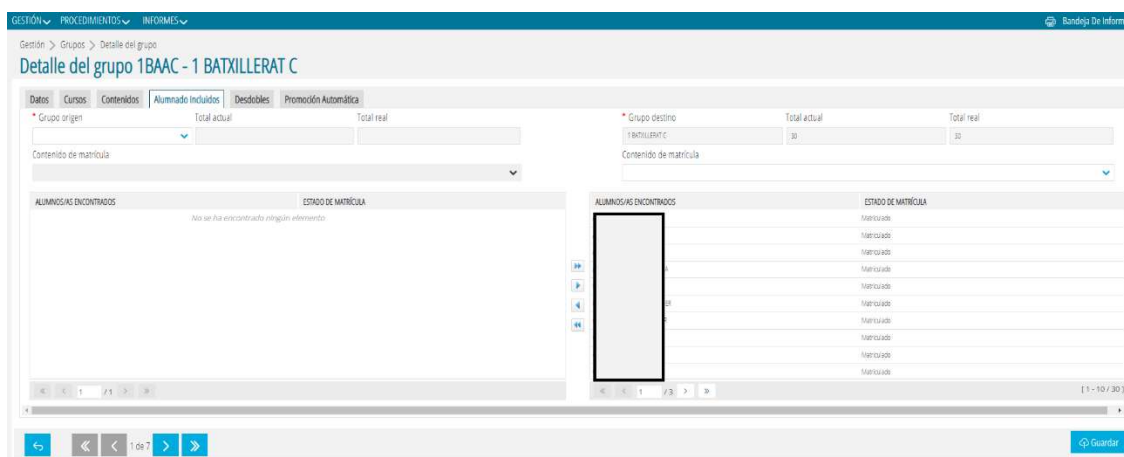 GESTIÓN PROCEDIMIENTOS INFORMES Bandeja De Inform
Gestión > Grupos > Detalle del grupo
Detalle del grupo 1BAAC - 1 BATXILLERAT C
Datos Cursos Contenidos Alumnado Incluidos Desdobles Promoción Automática
* Grupo origen Total actual Total real * Grupo destino Total actual Total real
1 BATXILLERAT C 30 30
Contenido de matrícula Contenido de matrícula
ALUMNOS/AS ENCONTRADOS ESTADO DE MATRÍCULA ALUMNOS/AS ENCONTRADOS ESTADO DE MATRÍCULA
No se ha encontrado ningún elemento Matriculado
Matriculado
Matriculado
A Matriculado
Matriculado
ER Matriculado
Matriculado
Matriculado
Matriculado
Matriculado
1 / 1 1 / 3 [ 1 - 10 / 30 ]
1 de 7 Guardar